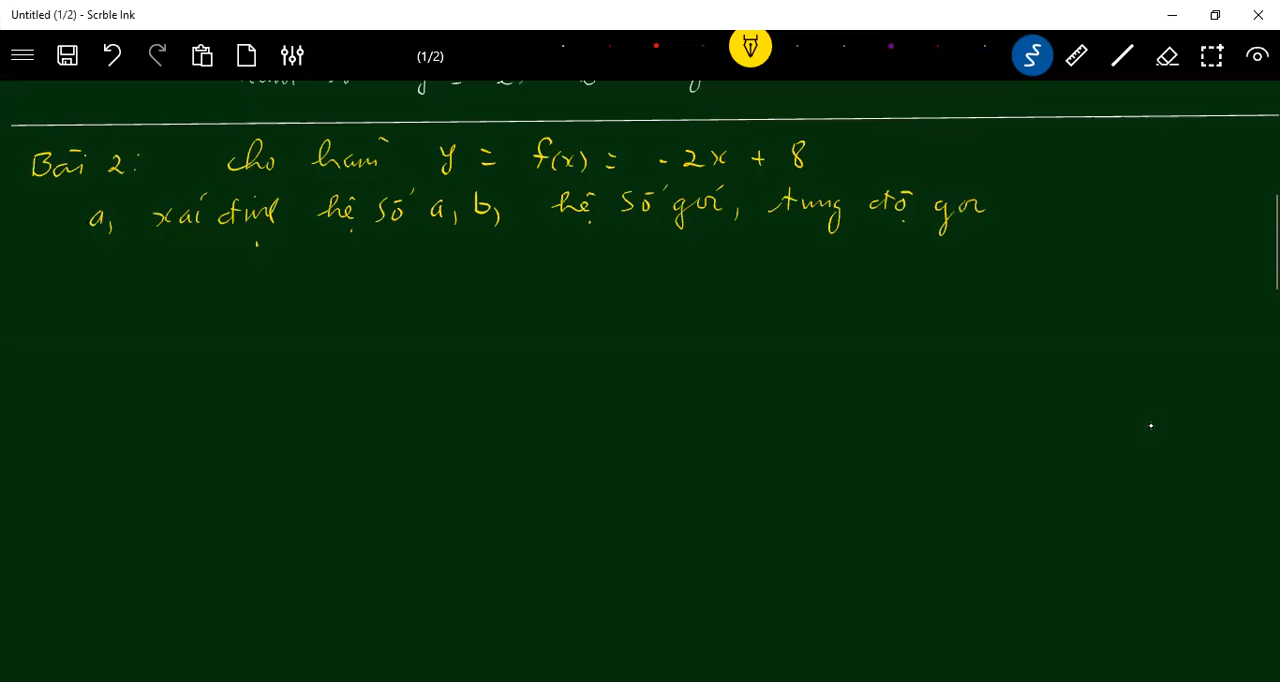 Untitled (1/2) - Scrble Ink
(1/2)
Bài 2: cho hàm y = f(x) = -2x + 8
a, xác định hệ số a, b, hệ số góc, tung độ gốc